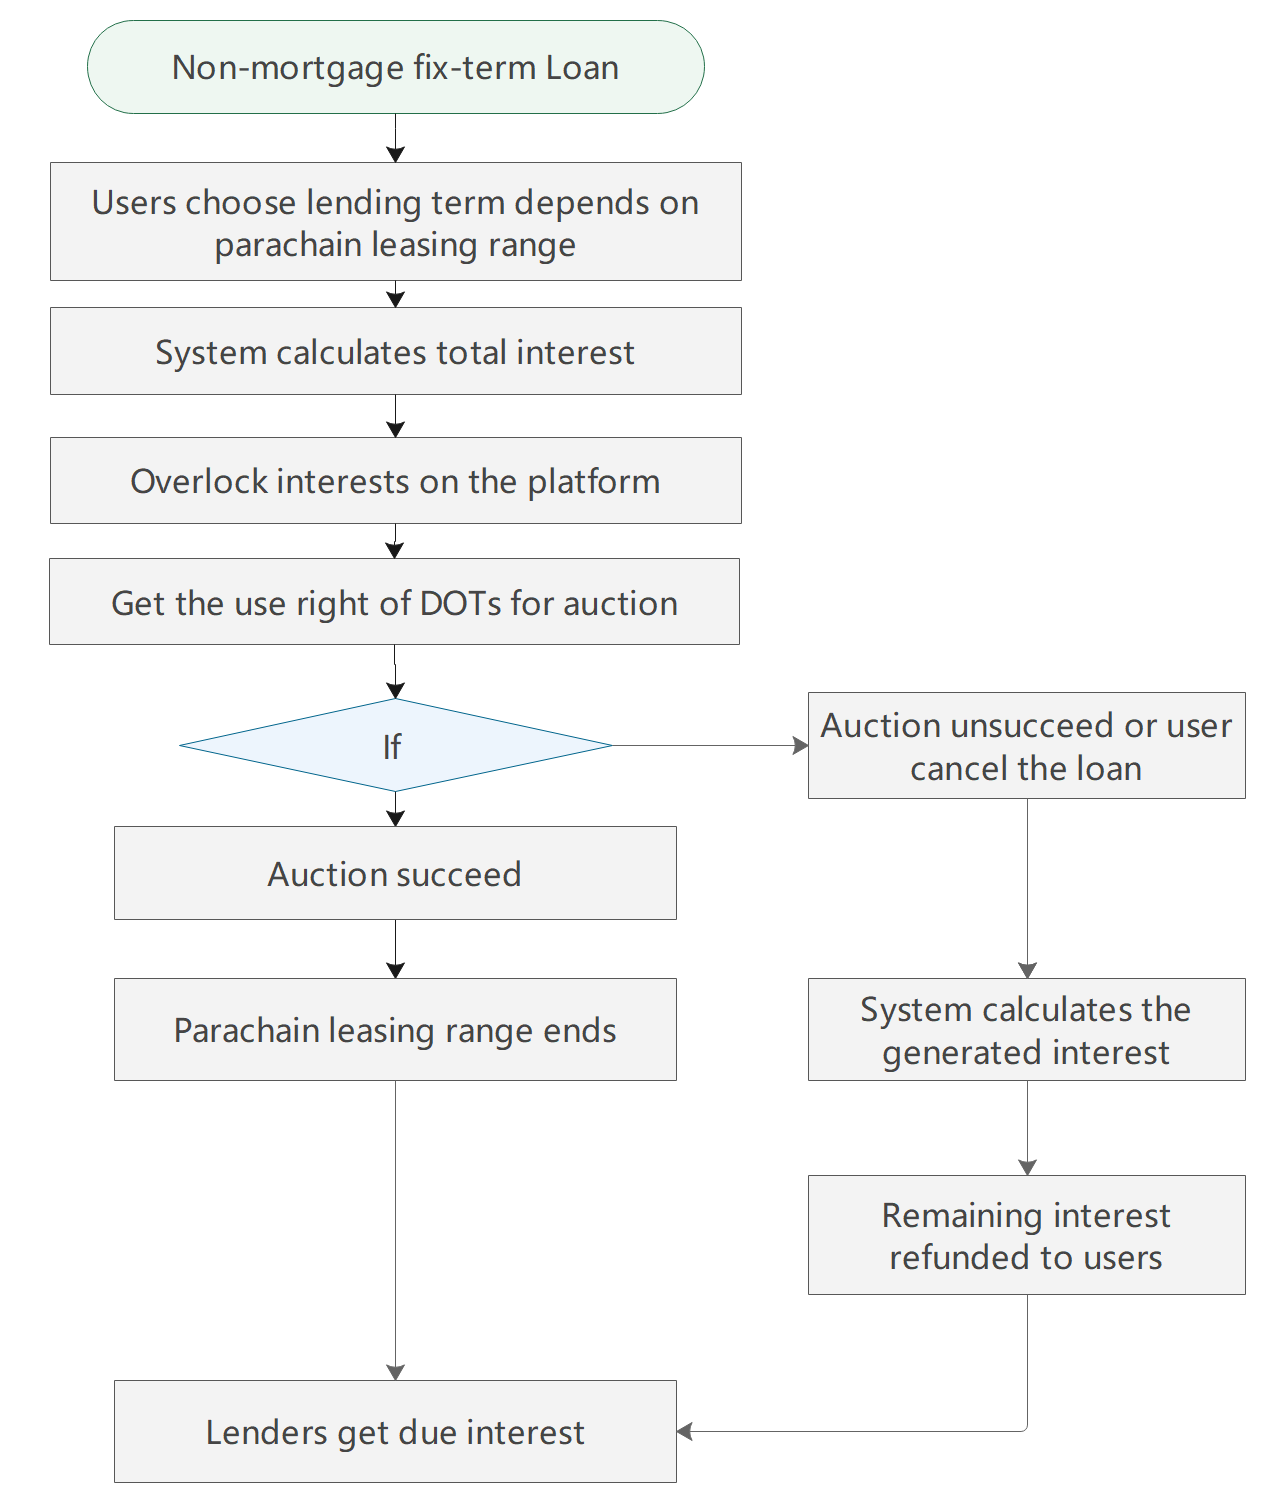 Non-mortgage fix-term Loan
Users choose lending term depends on
parachain leasing range
System calculates total interest
Overlock interests on the platform
Get the use right of DOTs for auction
If
Auction unsucceed or user
cancel the loan
Auction succeed
Parachain leasing range ends
System calculates the
generated interest
Remaining interest
refunded to users
Lenders get due interest